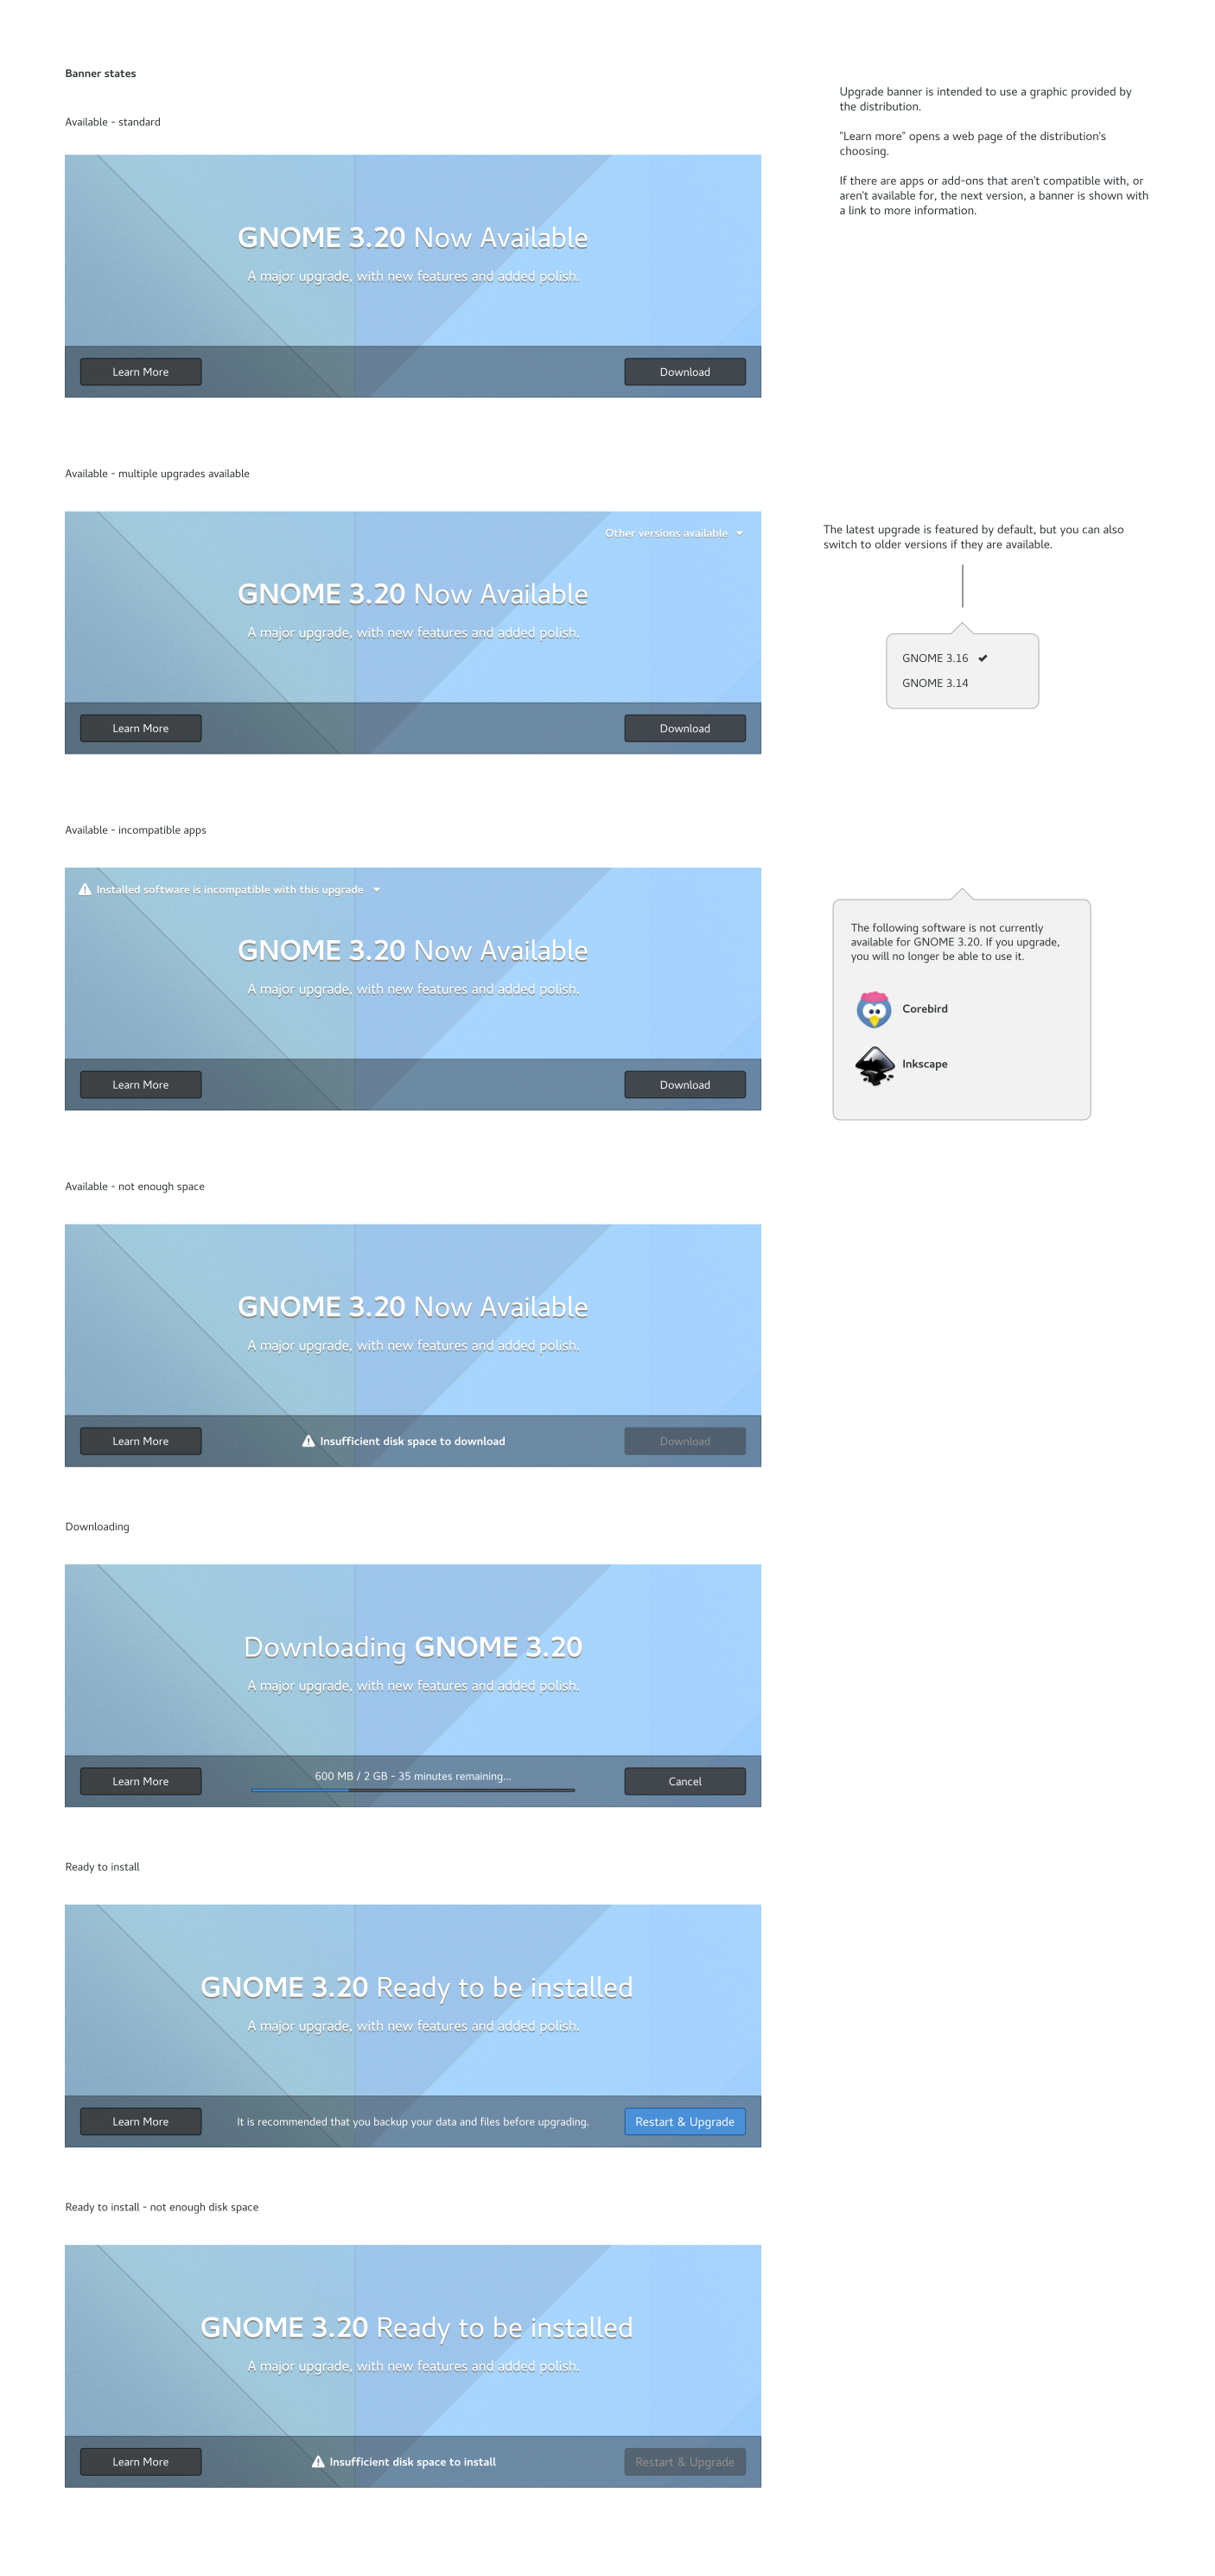 Banner states
Upgrade banner is intended to use a graphic provided by
the distribution.
"Learn more" opens a web page of the distribution's
choosing.
If there are apps or add-ons that aren't compatible with, or
aren't available for, the next version, a banner is shown with
a link to more information.
Available - standard
GNOME 3.20 Now Available
A major upgrade, with new features and added polish.
Learn More
Download
Available - multiple upgrades available
Other versions available
GNOME 3.20 Now Available
A major upgrade, with new features and added polish.
Learn More
Download
The latest upgrade is featured by default, but you can also
switch to older versions if they are available.
GNOME 3.16
GNOME 3.14
Available - incompatible apps
Installed software is incompatible with this upgrade
GNOME 3.20 Now Available
A major upgrade, with new features and added polish.
Learn More
Download
The following software is not currently
available for GNOME 3.20. If you upgrade,
you will no longer be able to use it.
Corebird
Inkscape
Available - not enough space
GNOME 3.20 Now Available
A major upgrade, with new features and added polish.
Learn More
Insufficient disk space to download
Download
Downloading
Downloading GNOME 3.20
A major upgrade, with new features and added polish.
Learn More
600 MB / 2 GB - 35 minutes remaining...
Cancel
Ready to install
GNOME 3.20 Ready to be installed
A major upgrade, with new features and added polish.
Learn More
It is recommended that you backup your data and files before upgrading.
Restart & Upgrade
Ready to install - not enough disk space
GNOME 3.20 Ready to be installed
A major upgrade, with new features and added polish.
Learn More
Insufficient disk space to install
Restart & Upgrade